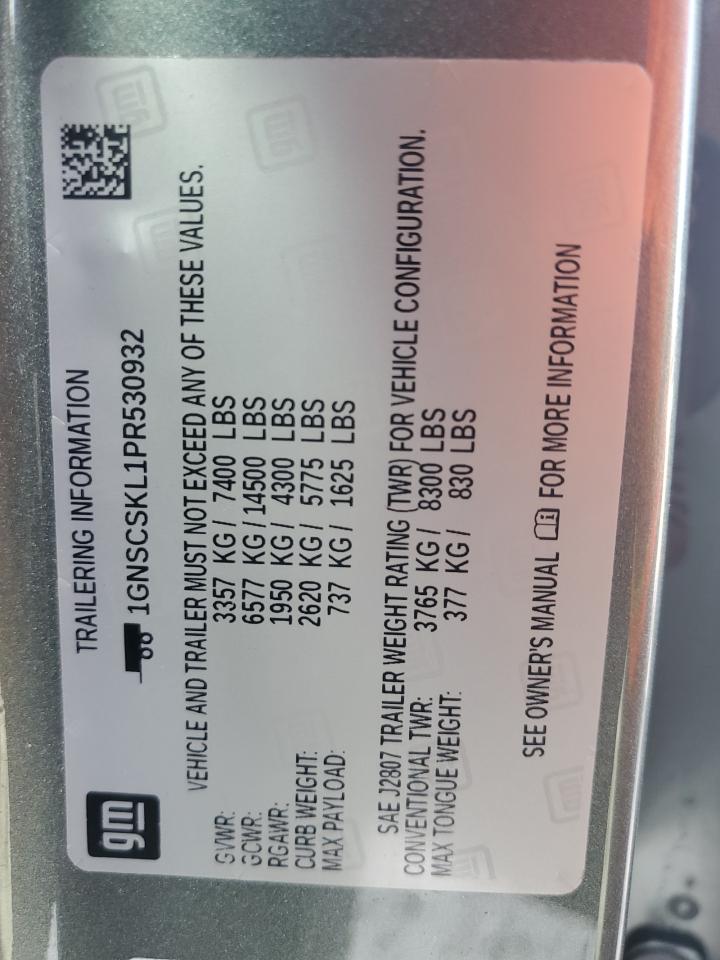 gm
TRAILERING INFORMATION
1GNSCSKL1PR530932
VEHICLE AND TRAILER MUST NOT EXCEED ANY OF THESE VALUES.
GVWR: 3357 KG / 7400 LBS
GCWR: 6577 KG / 14500 LBS
RGAWR: 1950 KG / 4300 LBS
CURB WEIGHT: 2620 KG / 5775 LBS
MAX PAYLOAD: 737 KG / 1625 LBS
SAE J2807 TRAILER WEIGHT RATING (TWR) FOR VEHICLE CONFIGURATION.
CONVENTIONAL TWR: 3765 KG / 8300 LBS
MAX TONGUE WEIGHT: 377 KG / 830 LBS
SEE OWNER'S MANUAL FOR MORE INFORMATION